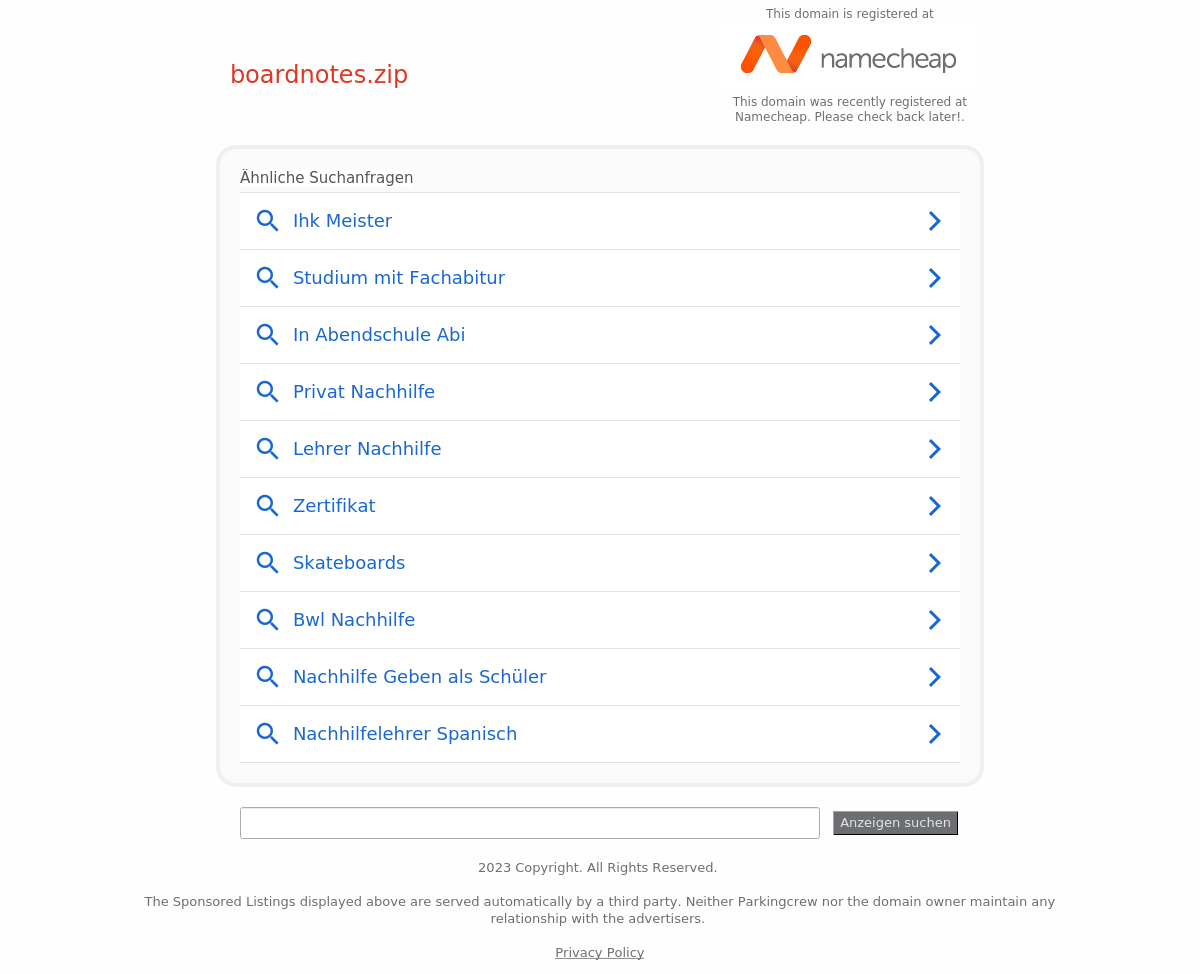 This domain is registered at
namecheap
boardnotes.zip
This domain was recently registered at
Namecheap. Please check back later!.
Ähnliche Suchanfragen
Ihk Meister
Studium mit Fachabitur
In Abendschule Abi
Privat Nachhilfe
Lehrer Nachhilfe
Zertifikat
Skateboards
Bwl Nachhilfe
Nachhilfe Geben als Schüler
Nachhilfelehrer Spanisch
Anzeigen suchen
2023 Copyright. All Rights Reserved.
The Sponsored Listings displayed above are served automatically by a third party. Neither Parkingcrew nor the domain owner maintain any
relationship with the advertisers.
Privacy Policy